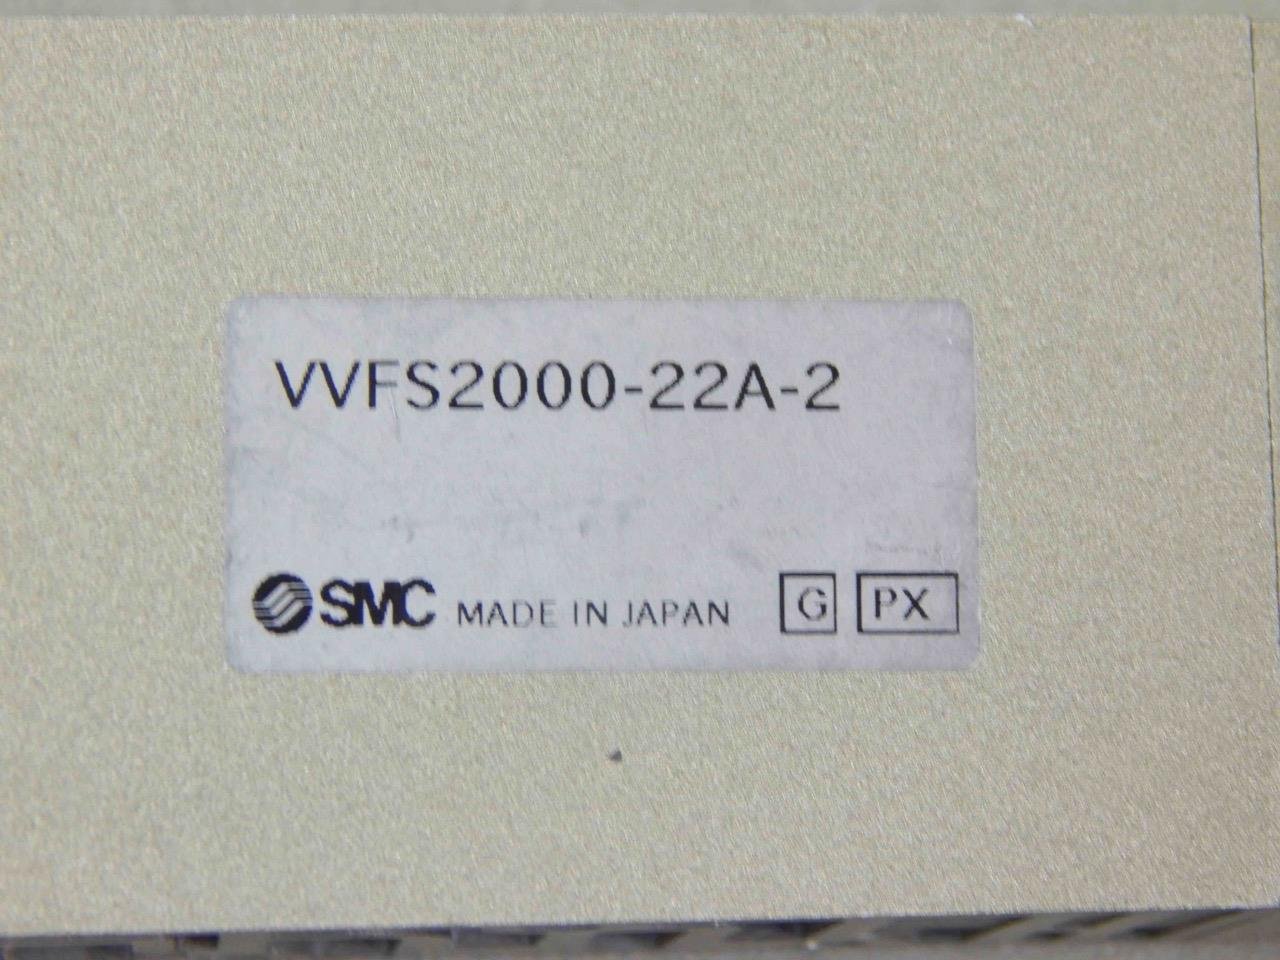 VVFS2000-22A-2
SMC MADE IN JAPAN G PX